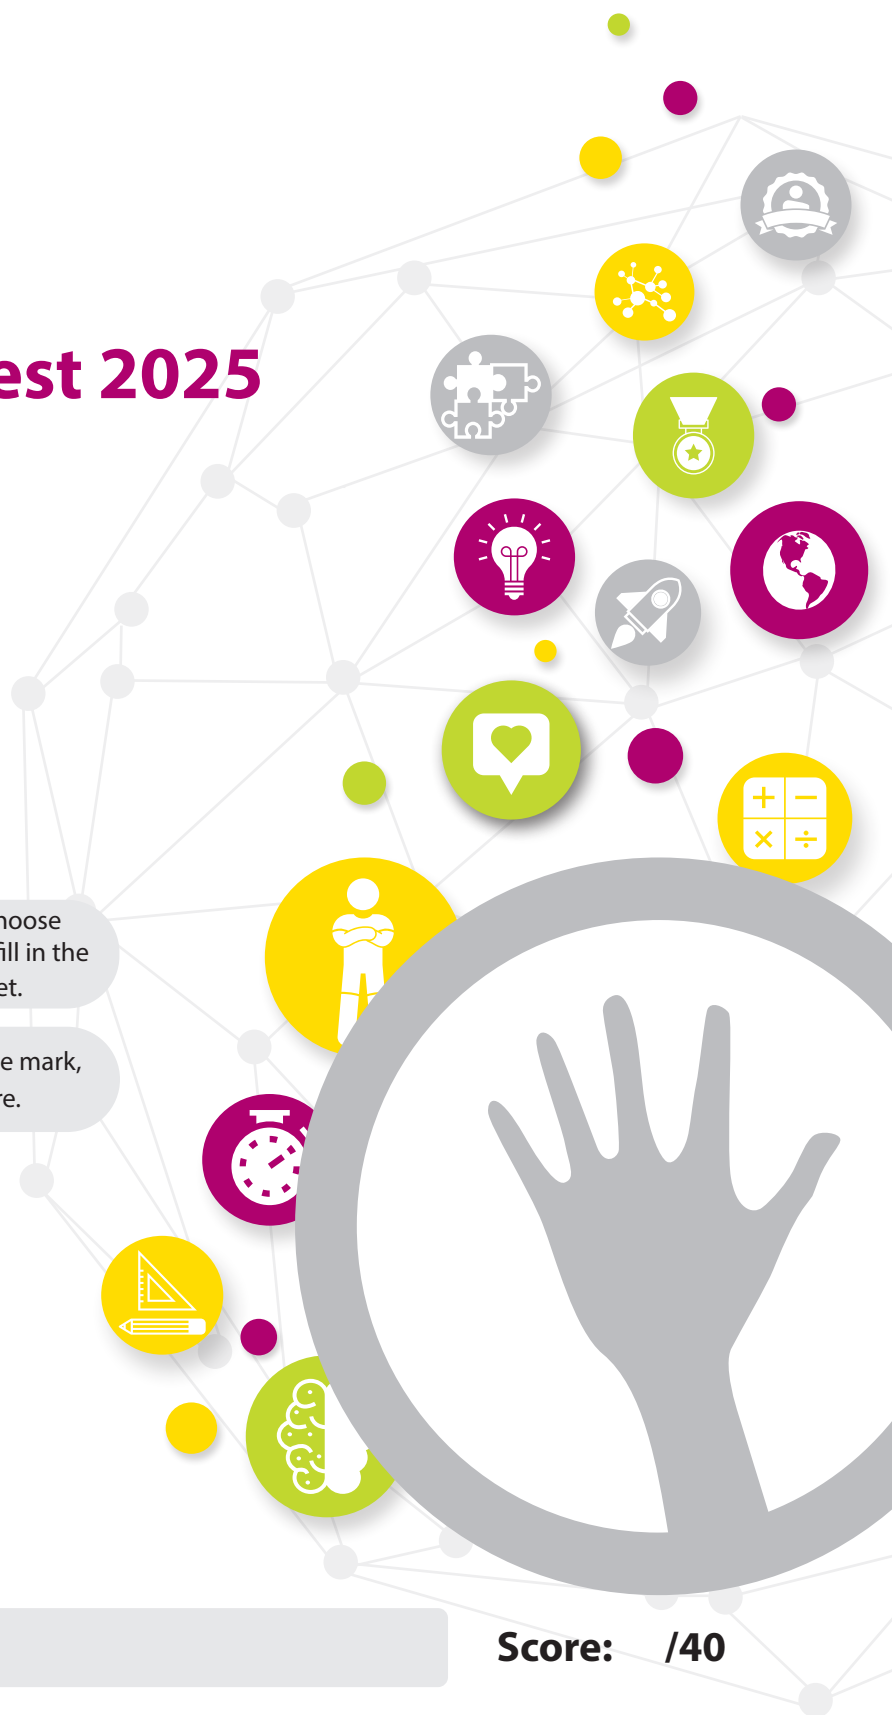 est 2025
hoose
fill in the
et.
e mark,
re.
Score: /40